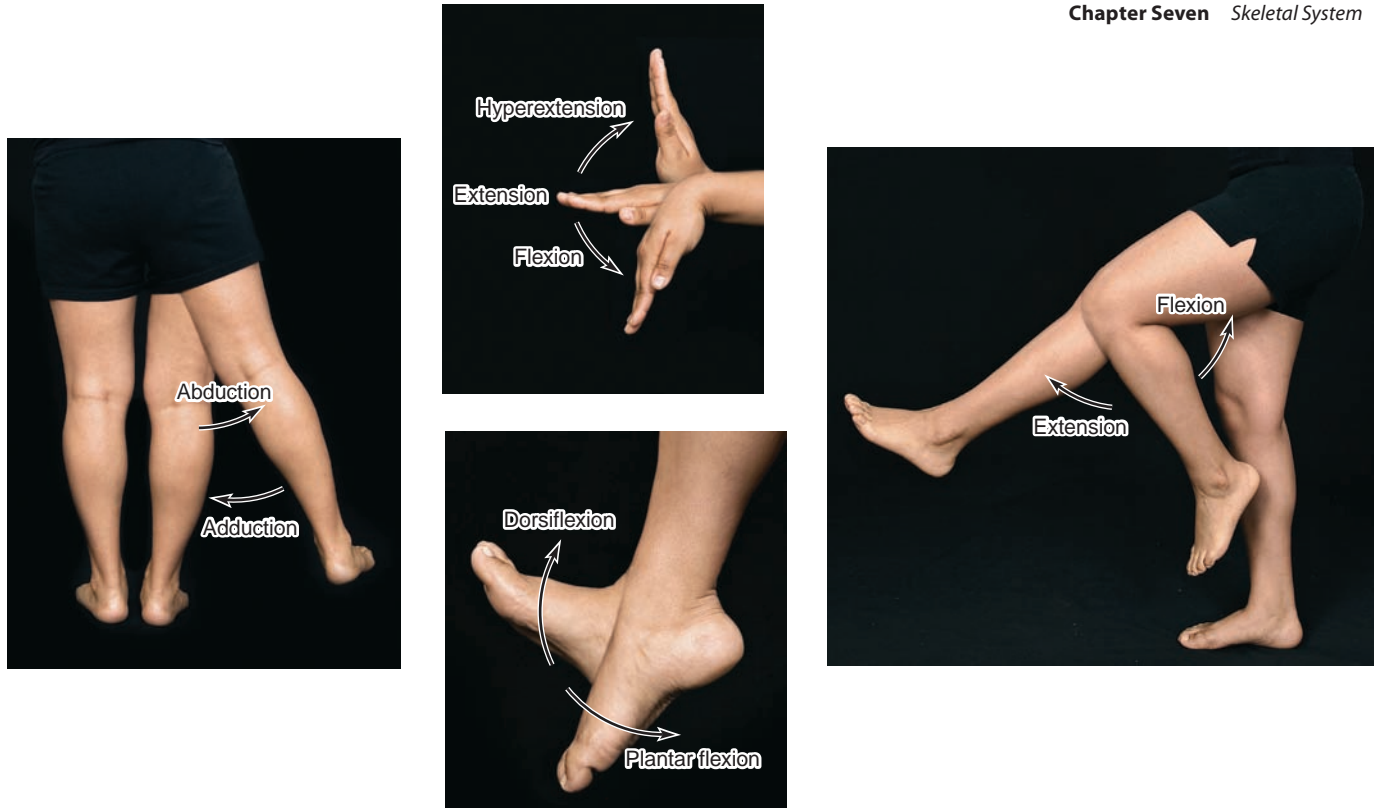 Chapter Seven Skeletal System
Abduction
Adduction
Hyperextension
Extension
Flexion
Dorsiflexion
Plantar flexion
Flexion
Extension